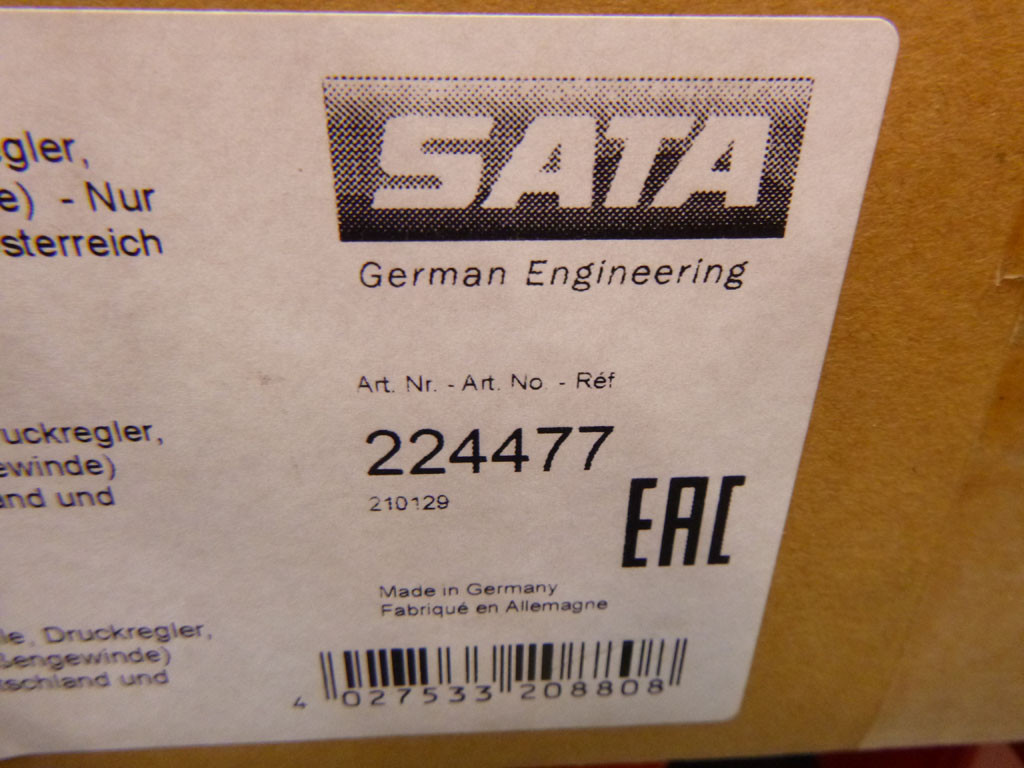 gler,
e) - Nur
sterreich
uckregler,
ewinde)
and und
le, Druckregler,
ßengewinde)
tschland und
SATA
German Engineering
Art. Nr. - Art. No. - Réf
224477
210129
EAC
Made in Germany
Fabriqué en Allemagne
4 027533 208808